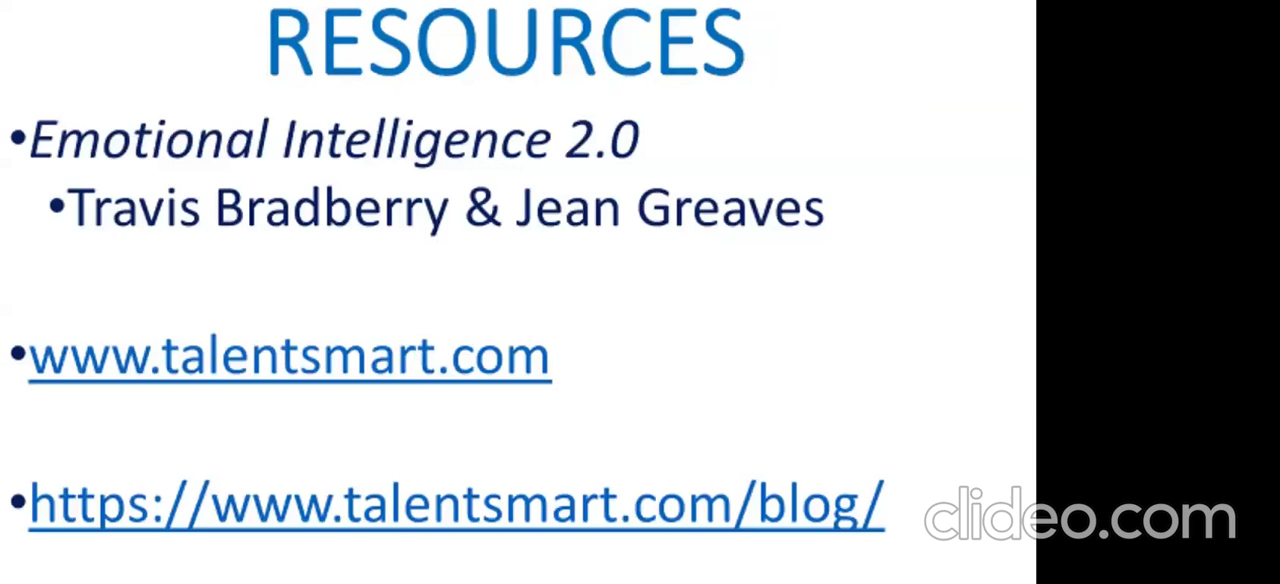 RESOURCES
•Emotional Intelligence 2.0
•Travis Bradberry & Jean Greaves
•www.talentsmart.com
•https://www.talentsmart.com/blog/
clideo.com